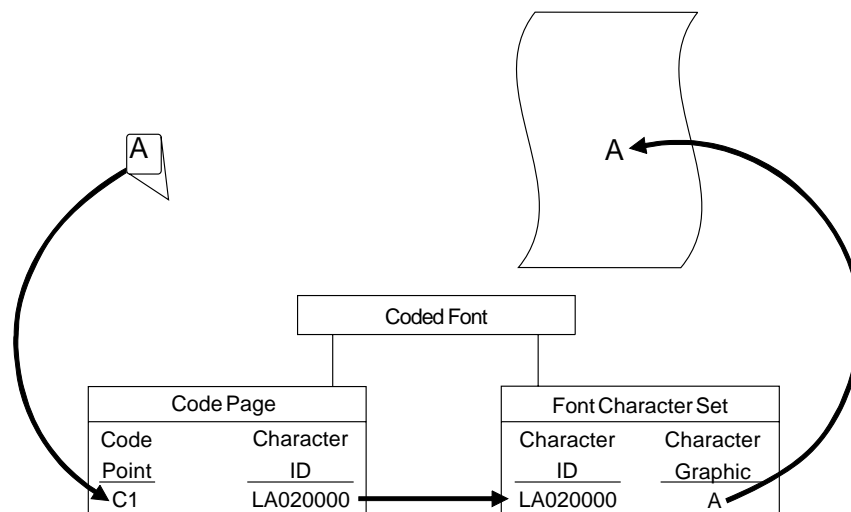 A
A
Coded Font
Code Page
Code Character
Point ID
C1 LA020000
Font Character Set
Character Character
ID Graphic
LA020000 A